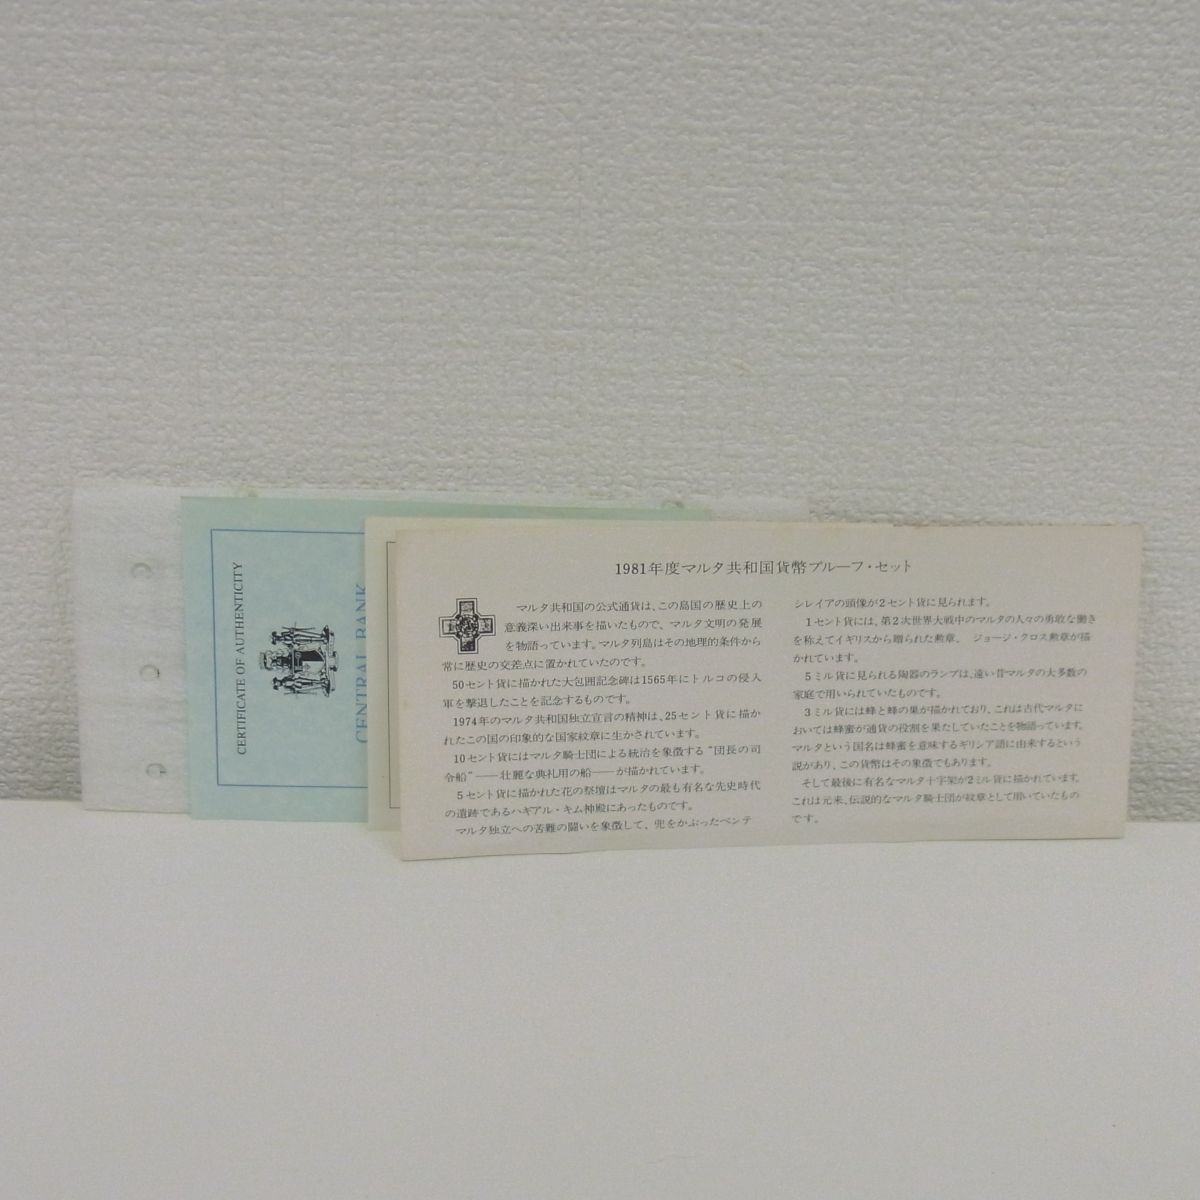 CERTIFICATE OF AUTHENTICITY
CENTRAL BANK
1981年度マルタ共和国貨幣プルーフ・セット
マルタ共和国の公式通貨は、この島国の歴史上の
意義深い出来事を描いたもので、マルタ文明の発展
を物語っています。マルタ列島はその地理的条件から
常に歴史の交差点に置かれていたのです。
50セント貨に描かれた大包囲記念碑は1565年にトルコの侵入
軍を撃退したことを記念するものです。
1974年のマルタ共和国独立宣言の精神は、25セント貨に描か
れたこの国の印象的な国家紋章に生かされています。
10セント貨にはマルタ騎士団による統治を象徴する“団長の司
令船”——壮麗な典礼用の船——が描かれています。
5セント貨に描かれた花の祭壇はマルタの最も有名な先史時代
の遺跡であるハギアル・キム神殿にあったものです。
マルタ独立への苦難の闘いを象徴して、兜をかぶったペンテ
シレイアの頭像が2セント貨に見られます。
1セント貨には、第2次世界大戦中のマルタの人々の勇敢な働き
を称えてイギリスから贈られた勲章、ジョージ・クロス勲章が描
かれています。
5ミル貨に見られる陶器のランプは、遠い昔マルタの大多数の
家庭で用いられていたものです。
3ミル貨には蜂と蜂の巣が描かれており、これは古代マルタに
おいては蜂蜜が通貨の役割を果たしていたことを物語っています。
マルタという国名は蜂蜜を意味するギリシア語に由来するという
説があり、この貨幣はその象徴でもあります。
そして最後に有名なマルタ十字架が2ミル貨に描かれています。
これは元来、伝説的なマルタ騎士団が紋章として用いていたもの
です。